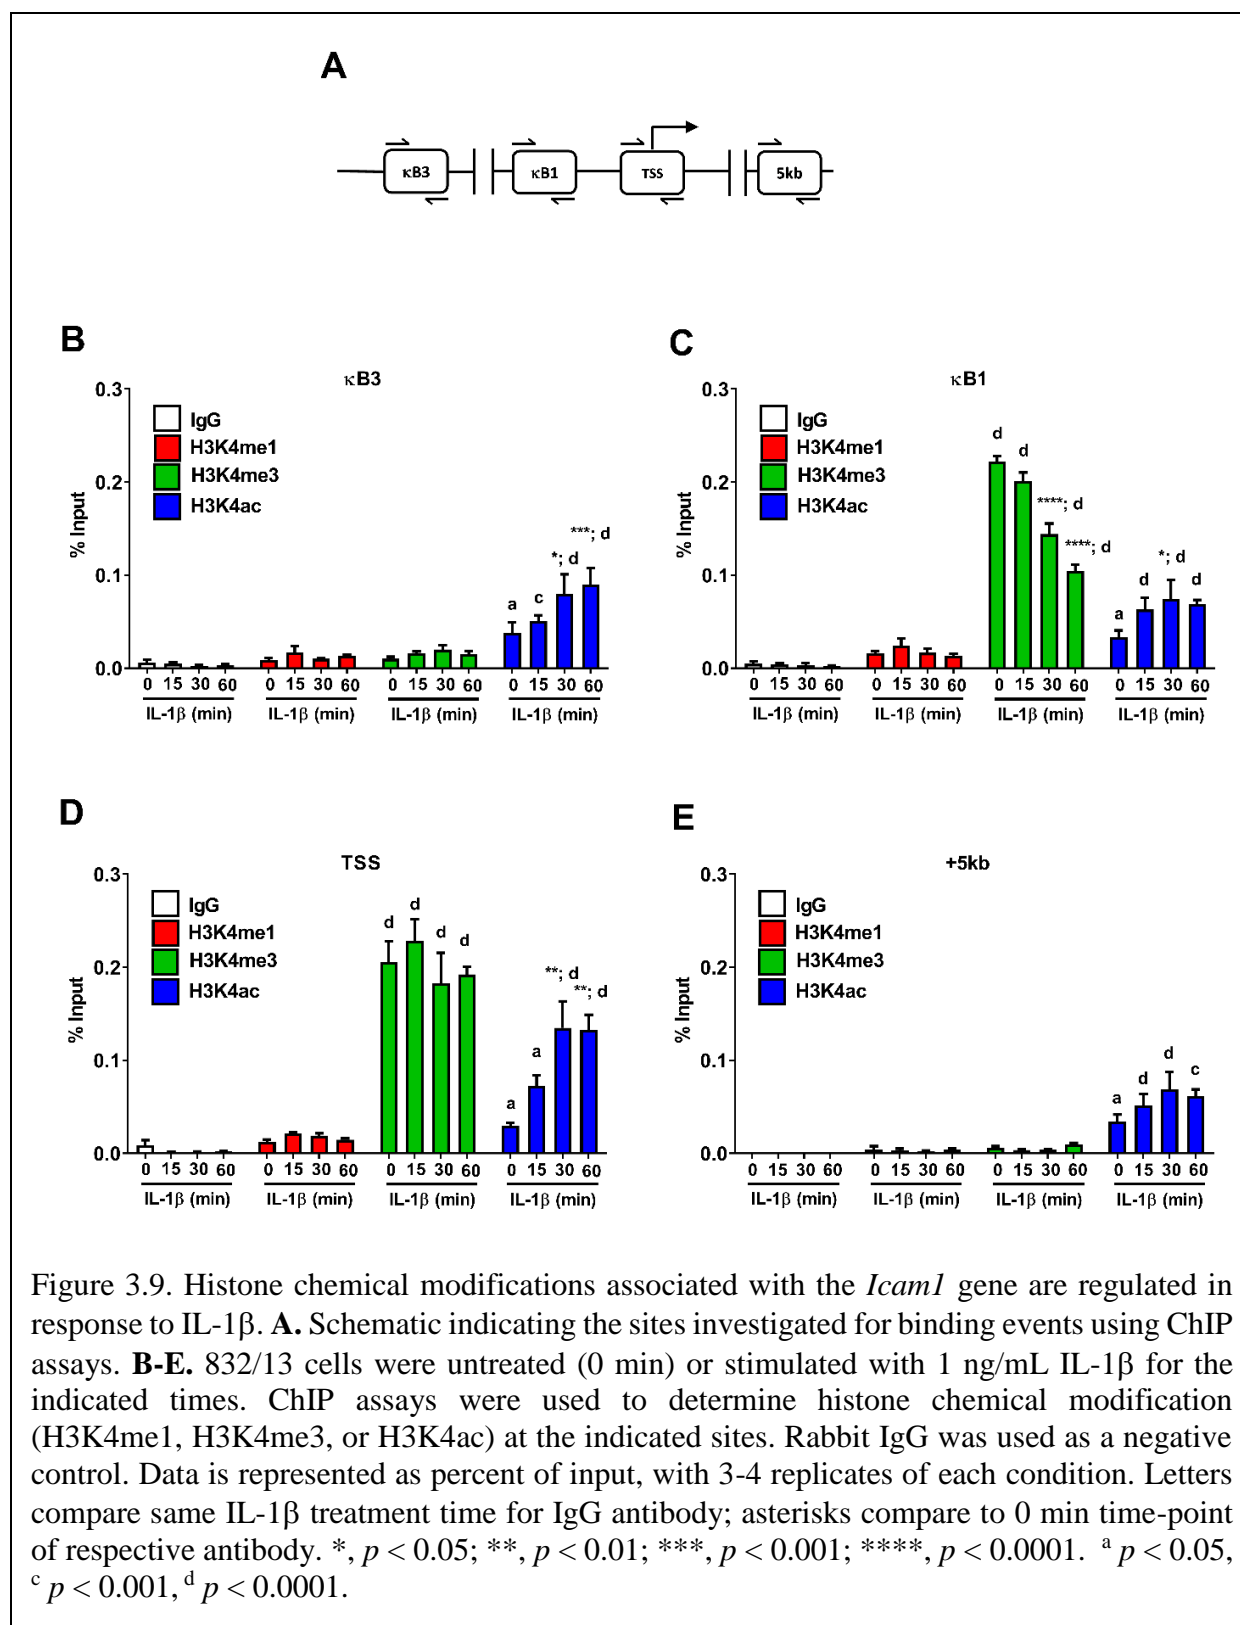 A
κB3
κB1
TSS
5kb
B
κB3
% Input
0.3
0.2
0.1
0.0
IgG
H3K4me1
H3K4me3
H3K4ac
a
c
*; d
***; d
0 15 30 60 0 15 30 60 0 15 30 60 0 15 30 60
IL-1β (min) IL-1β (min) IL-1β (min) IL-1β (min)
C
κB1
% Input
0.3
0.2
0.1
0.0
IgG
H3K4me1
H3K4me3
H3K4ac
d
d
****; d
****; d
a
d
*; d
d
0 15 30 60 0 15 30 60 0 15 30 60 0 15 30 60
IL-1β (min) IL-1β (min) IL-1β (min) IL-1β (min)
D
TSS
% Input
0.3
0.2
0.1
0.0
IgG
H3K4me1
H3K4me3
H3K4ac
d
d
d
d
a
a
**; d
**; d
0 15 30 60 0 15 30 60 0 15 30 60 0 15 30 60
IL-1β (min) IL-1β (min) IL-1β (min) IL-1β (min)
E
+5kb
% Input
0.3
0.2
0.1
0.0
IgG
H3K4me1
H3K4me3
H3K4ac
a
d
d
c
0 15 30 60 0 15 30 60 0 15 30 60 0 15 30 60
IL-1β (min) IL-1β (min) IL-1β (min) IL-1β (min)
Figure 3.9. Histone chemical modifications associated with the Icam1 gene are regulated in
response to IL-1β. A. Schematic indicating the sites investigated for binding events using ChIP
assays. B-E. 832/13 cells were untreated (0 min) or stimulated with 1 ng/mL IL-1β for the
indicated times. ChIP assays were used to determine histone chemical modification
(H3K4me1, H3K4me3, or H3K4ac) at the indicated sites. Rabbit IgG was used as a negative
control. Data is represented as percent of input, with 3-4 replicates of each condition. Letters
compare same IL-1β treatment time for IgG antibody; asterisks compare to 0 min time-point
of respective antibody. *, p < 0.05; **, p < 0.01; ***, p < 0.001; ****, p < 0.0001. a p < 0.05,
c p < 0.001, d p < 0.0001.